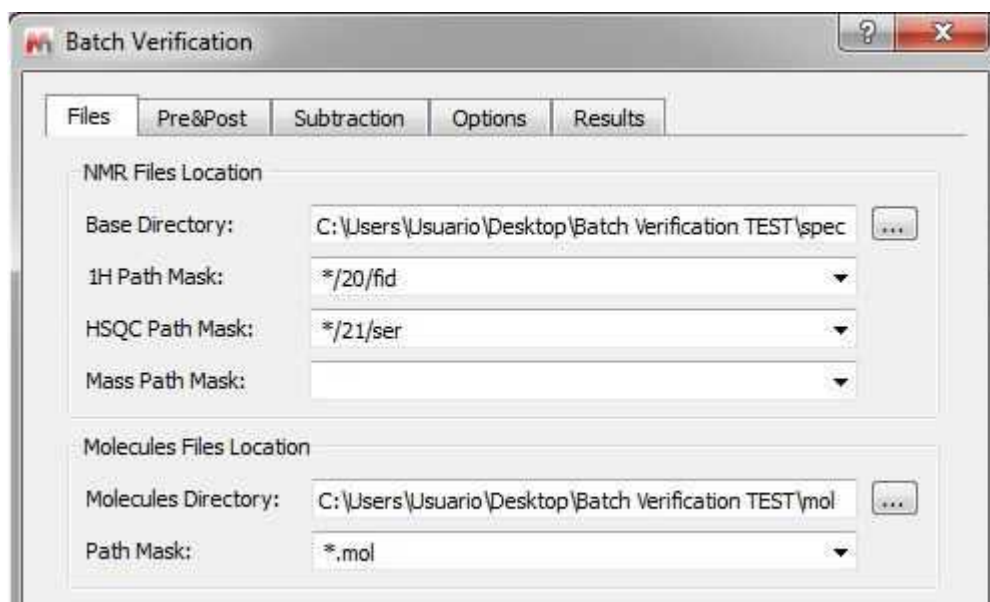 Batch Verification
Files Pre&Post Subtraction Options Results
NMR Files Location
Base Directory: C:\Users\Usuario\Desktop\Batch Verification TEST\spec ...
1H Path Mask: */20/fid
HSQC Path Mask: */21/ser
Mass Path Mask:
Molecules Files Location
Molecules Directory: C:\Users\Usuario\Desktop\Batch Verification TEST\mol ...
Path Mask: *.mol